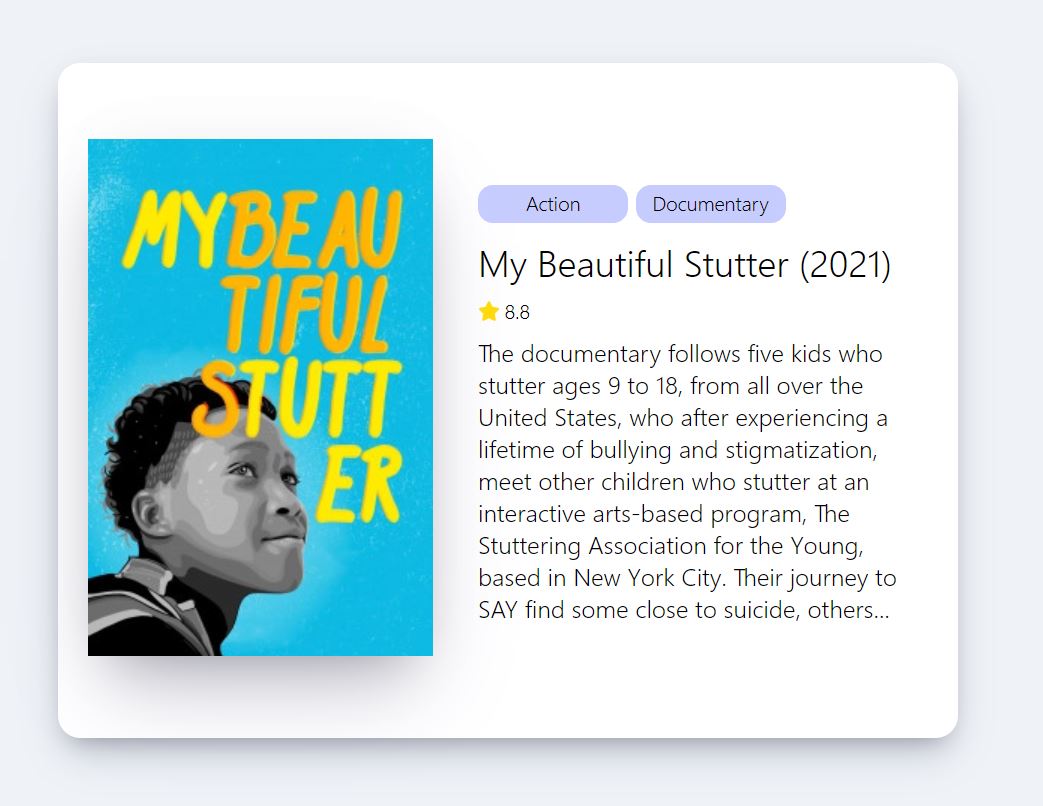 MYBEAU
TIFUL
STUTT
ER
Action Documentary
My Beautiful Stutter (2021)
8.8
The documentary follows five kids who
stutter ages 9 to 18, from all over the
United States, who after experiencing a
lifetime of bullying and stigmatization,
meet other children who stutter at an
interactive arts-based program, The
Stuttering Association for the Young,
based in New York City. Their journey to
SAY find some close to suicide, others...